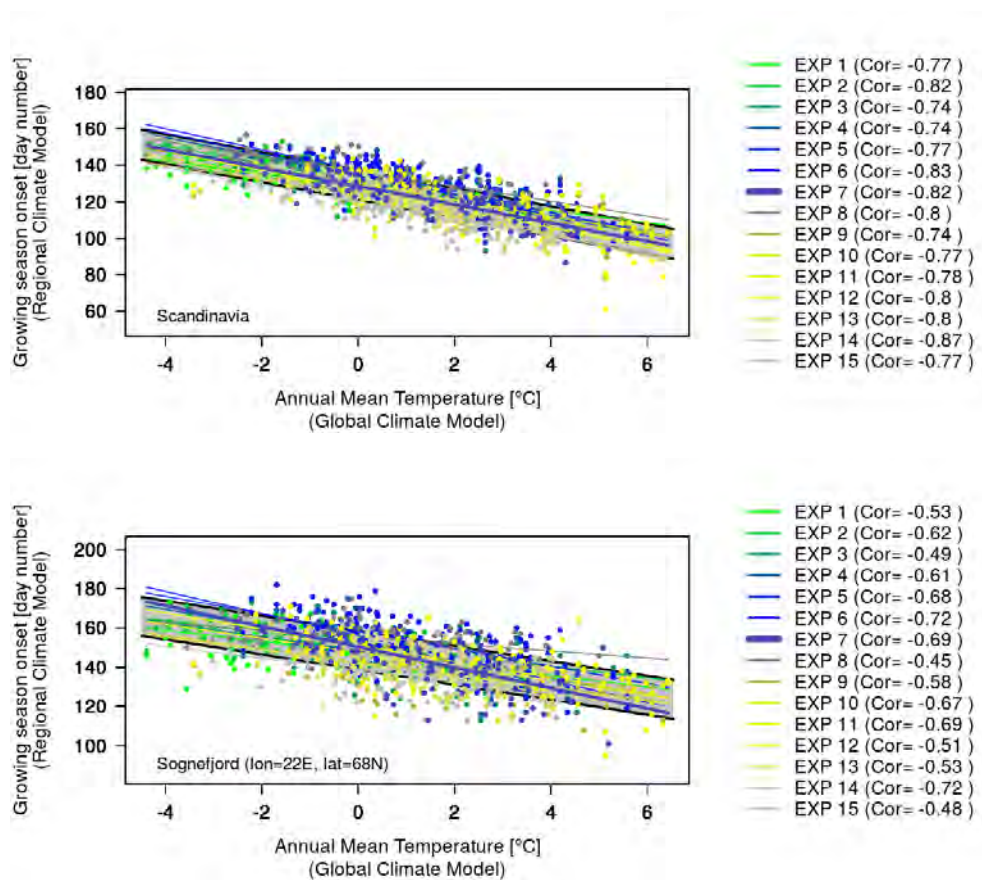 Growing season onset [day number]
(Regional Climate Model)
180
160
140
120
100
80
60
Scandinavia
-4
-2
0
2
4
6
Annual Mean Temperature [°C]
(Global Climate Model)
EXP 1 (Cor= -0.77 )
EXP 2 (Cor= -0.82 )
EXP 3 (Cor= -0.74 )
EXP 4 (Cor= -0.74 )
EXP 5 (Cor= -0.77 )
EXP 6 (Cor= -0.83 )
EXP 7 (Cor= -0.82 )
EXP 8 (Cor= -0.8 )
EXP 9 (Cor= -0.74 )
EXP 10 (Cor= -0.77 )
EXP 11 (Cor= -0.78 )
EXP 12 (Cor= -0.8 )
EXP 13 (Cor= -0.8 )
EXP 14 (Cor= -0.87 )
EXP 15 (Cor= -0.77 )
Growing season onset [day number]
(Regional Climate Model)
200
180
160
140
120
100
Sognefjord (lon=22E, lat=68N)
-4
-2
0
2
4
6
Annual Mean Temperature [°C]
(Global Climate Model)
EXP 1 (Cor= -0.53 )
EXP 2 (Cor= -0.62 )
EXP 3 (Cor= -0.49 )
EXP 4 (Cor= -0.61 )
EXP 5 (Cor= -0.68 )
EXP 6 (Cor= -0.72 )
EXP 7 (Cor= -0.69 )
EXP 8 (Cor= -0.45 )
EXP 9 (Cor= -0.58 )
EXP 10 (Cor= -0.67 )
EXP 11 (Cor= -0.69 )
EXP 12 (Cor= -0.51 )
EXP 13 (Cor= -0.53 )
EXP 14 (Cor= -0.72 )
EXP 15 (Cor= -0.48 )